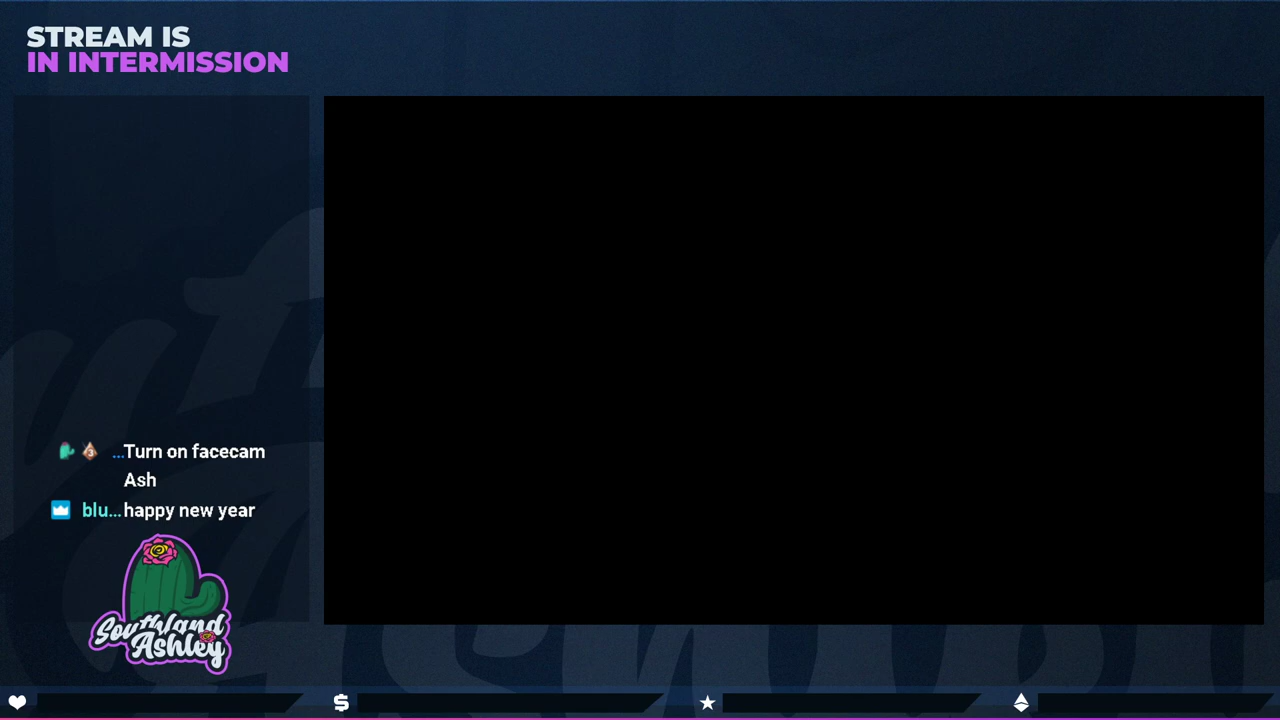 STREAM IS
IN INTERMISSION
...Turn on facecam
Ash
blu...happy new year
Southland
Ashley